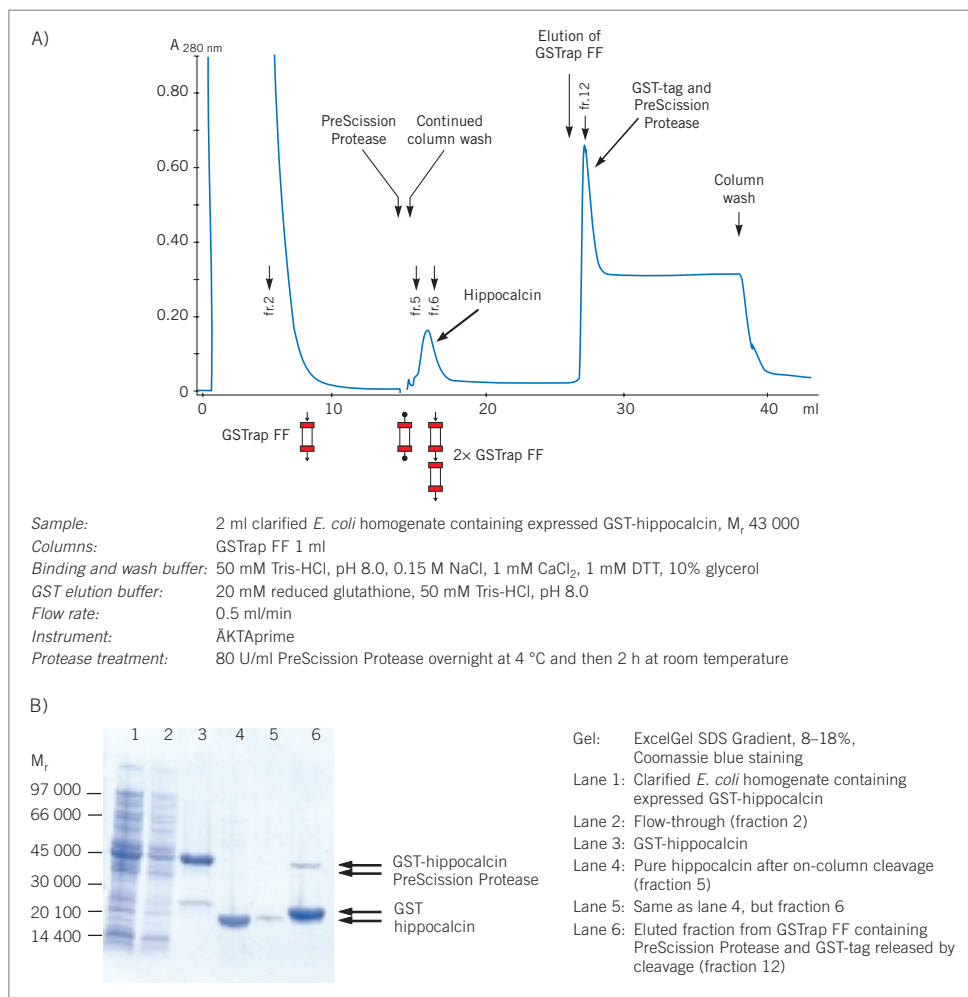 A)
A 280 nm
0.80
0.60
0.40
0.30
0.20
0
0
10
20
30
40
ml
fr.2
PreScission
Protease
Continued
column wash
fr.5
fr.6
Hippocalcin
Elution of
GSTrap FF
fr.12
GST-tag and
PreScission
Protease
Column
wash
GSTrap FF
2× GSTrap FF
Sample: 2 ml clarified E. coli homogenate containing expressed GST-hippocalcin, Mr 43 000
Columns: GSTrap FF 1 ml
Binding and wash buffer: 50 mM Tris-HCl, pH 8.0, 0.15 M NaCl, 1 mM CaCl2, 1 mM DTT, 10% glycerol
GST elution buffer: 20 mM reduced glutathione, 50 mM Tris-HCl, pH 8.0
Flow rate: 0.5 ml/min
Instrument: ÄKTAprime
Protease treatment: 80 U/ml PreScission Protease overnight at 4 °C and then 2 h at room temperature
B)
1 2 3 4 5 6
Mr
97 000
66 000
45 000
30 000
20 100
14 400
GST-hippocalcin
PreScission Protease
GST
hippocalcin
Gel: ExcelGel SDS Gradient, 8–18%,
Coomassie blue staining
Lane 1: Clarified E. coli homogenate containing
expressed GST-hippocalcin
Lane 2: Flow-through (fraction 2)
Lane 3: GST-hippocalcin
Lane 4: Pure hippocalcin after on-column cleavage
(fraction 5)
Lane 5: Same as lane 4, but fraction 6
Lane 6: Eluted fraction from GSTrap FF containing
PreScission Protease and GST-tag released by
cleavage (fraction 12)